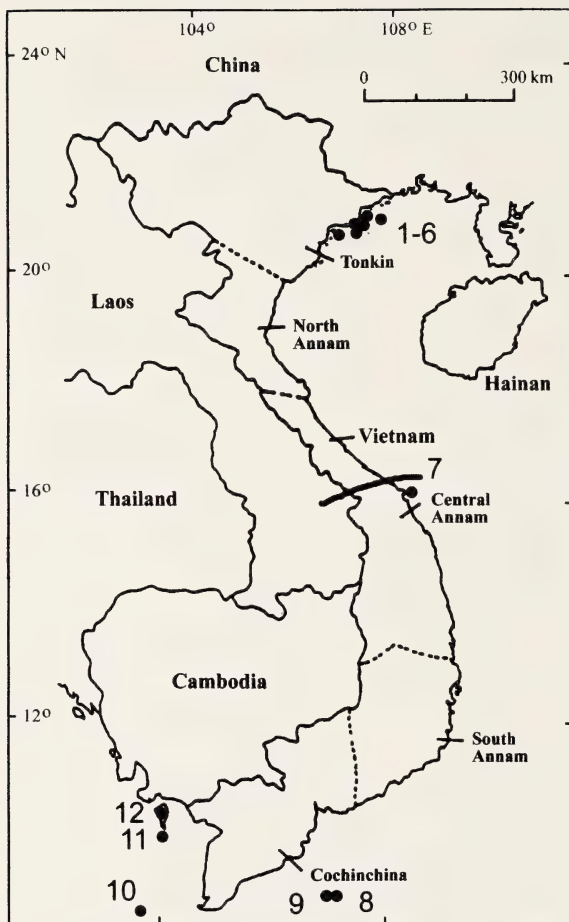 104° 108° E
24° N
China
0 300 km
1-6
20°
Tonkin
Laos
North
Annam
Hainan
Vietnam
7
16°
Thailand
Central
Annam
Cambodia
12°
South
Annam
12
11
Cochinchina
10
9 8